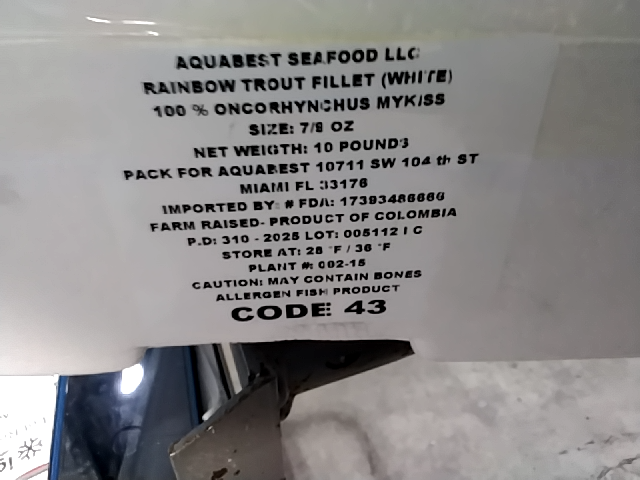 AQUABEST SEAFOOD LLC
RAINBOW TROUT FILLET (WHITE)
100 % ONCORHYNCHUS MYKISS
SIZE: 7/9 OZ
NET WEIGTH: 10 POUNDS
PACK FOR AQUABEST 10711 SW 104 th ST
MIAMI FL 33176
IMPORTED BY: # FDA:
FARM RAISED- PRODUCT OF COLOMBIA
P.D: 310 - 2025 LOT: 005112 I C
STORE AT: 28 °F / 36 °F
PLANT #: 002-15
CAUTION: MAY CONTAIN BONES
ALLERGEN FISH PRODUCT
CODE: 43